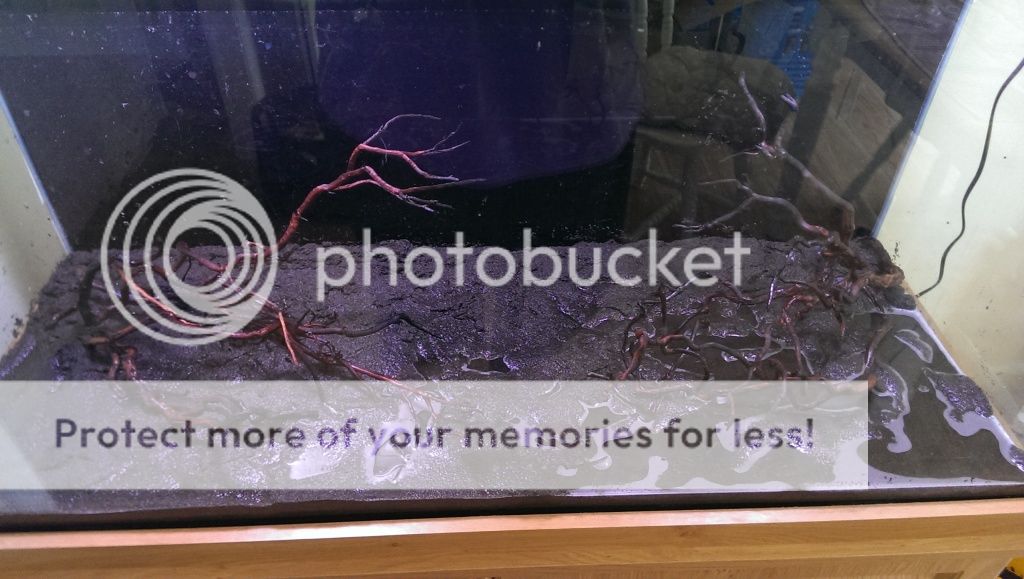 photobucket
Protect more of your memories for less!